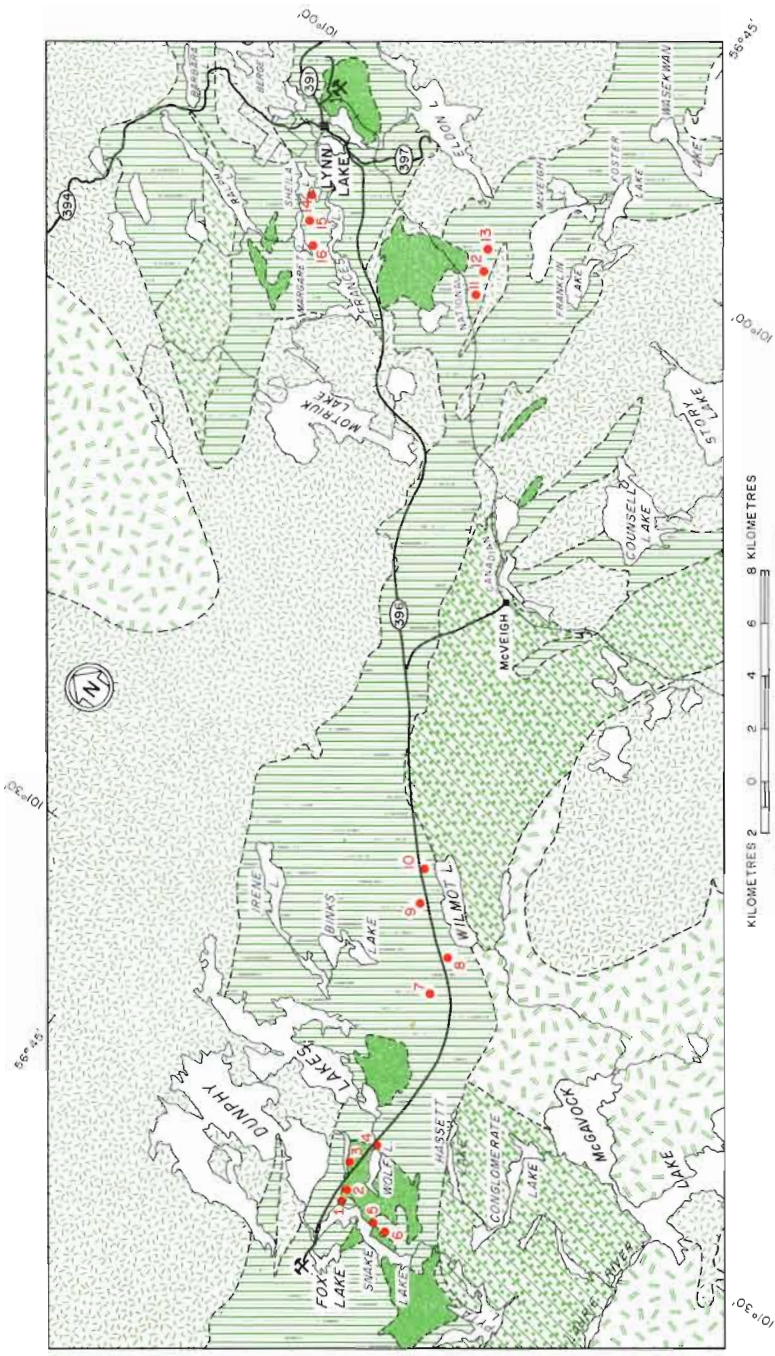 101°00'
56°45'
BARBARA
BERGE L.
394
RALPH L.
SHEILA L.
391
LYNN
LAKE
397
ELDON L
14
15
16
MARGARET L
FRANCES
WASEKWAN
LAKE
McVEIGH
L
FOSTER
LAKE
FRANKLIN
LAKE
NATIONAL
11
12
13
101°00'
MOTRIUK
LAKE
STORY
LAKE
COUNSELL
LAKE
CANADIAN
McVEIGH
396
N
101°30'
KILOMETRES 2 0 2 4 6 8 KILOMETRES
IRENE
L
BINKS
LAKE
10
9
8
7
WILMOT L
56°45'
DUNPHY
LAKES
HASSETT
LAKE
CONGLOMERATE
LAKE
McGAVOCK
LAKE
1
2
3
4
5
6
WOLF L
FOX
LAKE
SNAKE
LAKE
LAURIE RIVER
101°30'